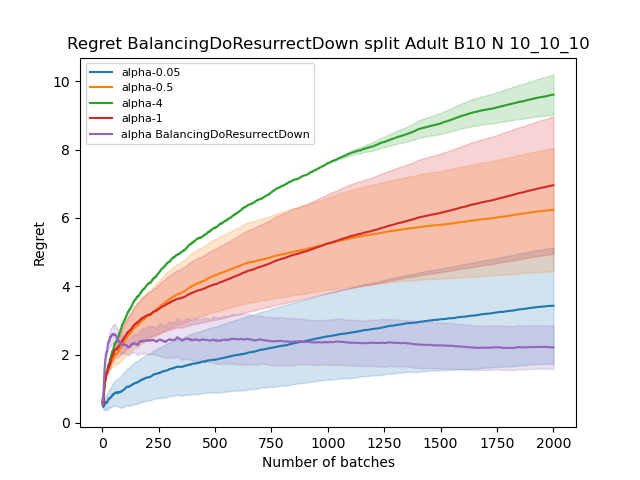 Regret BalancingDoResurrectDown split Adult B10 N 10_10_10
alpha-0.05
alpha-0.5
alpha-4
alpha-1
alpha BalancingDoResurrectDown
Regret
10
8
6
4
2
0
0 250 500 750 1000 1250 1500 1750 2000
Number of batches